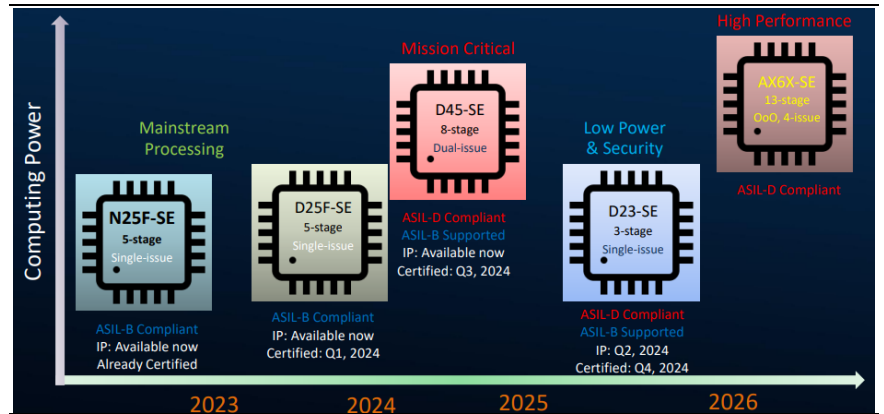 Computing Power
Mainstream
Processing
N25F-SE
5-stage
Single-issue
ASIL-B Compliant
IP: Available now
Already Certified
D25F-SE
5-stage
Single-issue
ASIL-B Compliant
IP: Available now
Certified: Q1, 2024
Mission Critical
D45-SE
8-stage
Dual-issue
ASIL-D Compliant
ASIL-B Supported
IP: Available now
Certified: Q3, 2024
Low Power
& Security
D23-SE
3-stage
Single-issue
ASIL-D Compliant
ASIL-B Supported
IP: Q2, 2024
Certified: Q4, 2024
High Performance
AX6X-SE
13-stage
OoO, 4-issue
ASIL-D Compliant
2023
2024
2025
2026